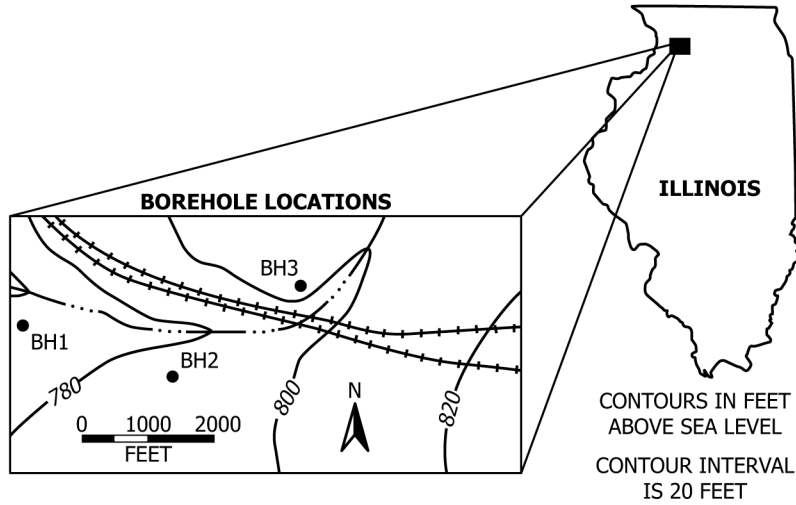 ILLINOIS
BOREHOLE LOCATIONS
BH3
BH1
BH2
780
800
820
N
0 1000 2000
FEET
CONTOURS IN FEET
ABOVE SEA LEVEL
CONTOUR INTERVAL
IS 20 FEET